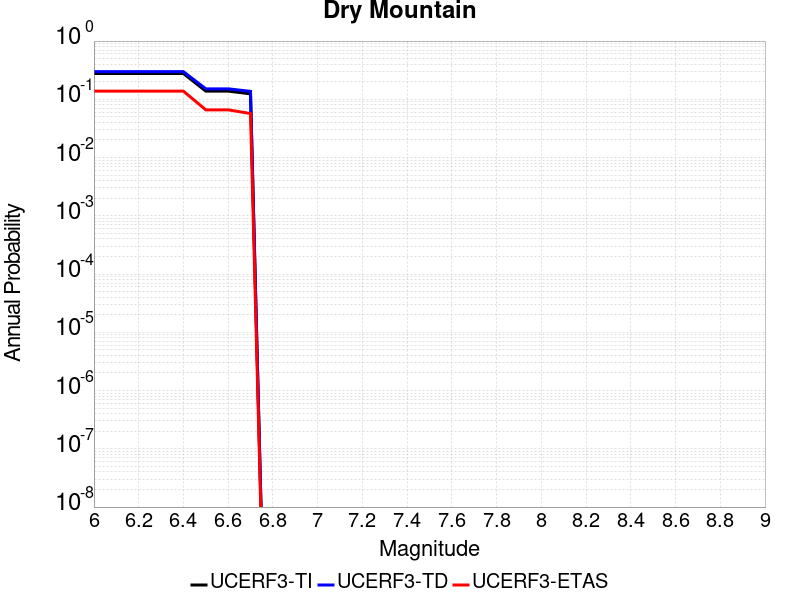 Dry Mountain
Annual Probability
10^0
10^-1
10^-2
10^-3
10^-4
10^-5
10^-6
10^-7
10^-8
6 6.2 6.4 6.6 6.8 7 7.2 7.4 7.6 7.8 8 8.2 8.4 8.6 8.8 9
Magnitude
UCERF3-TI UCERF3-TD UCERF3-ETAS